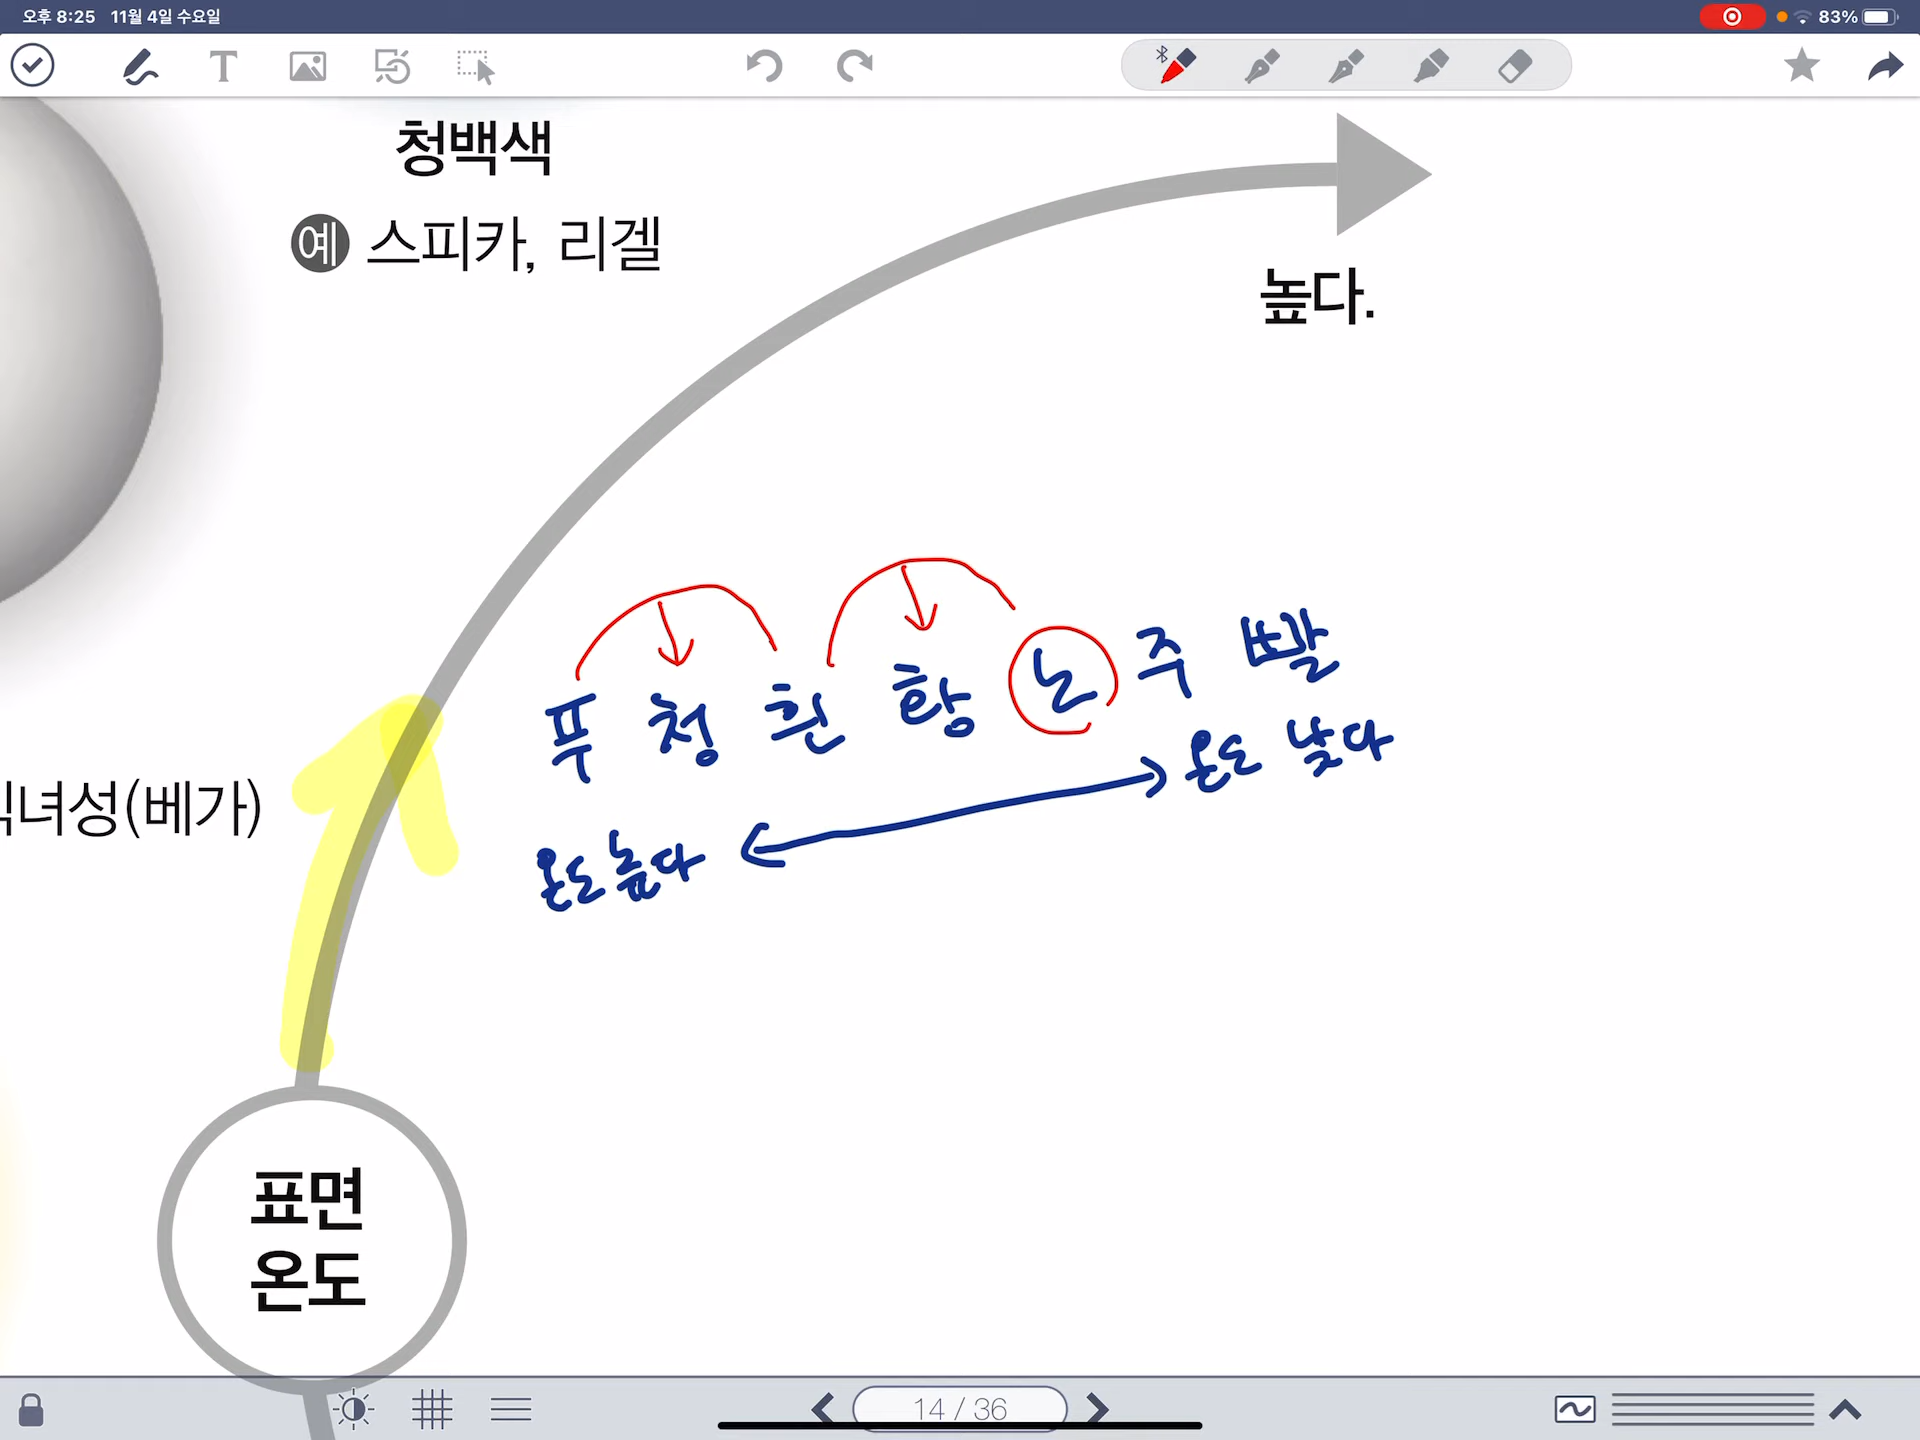 오후 8:25 11월 4일 수요일
83%
청백색
예 스피카, 리겔
높다.
푸 청 흰 황 노 주 빨
온도 낮다
녀성(베가)
온도 높다
표면
온도
14 / 36